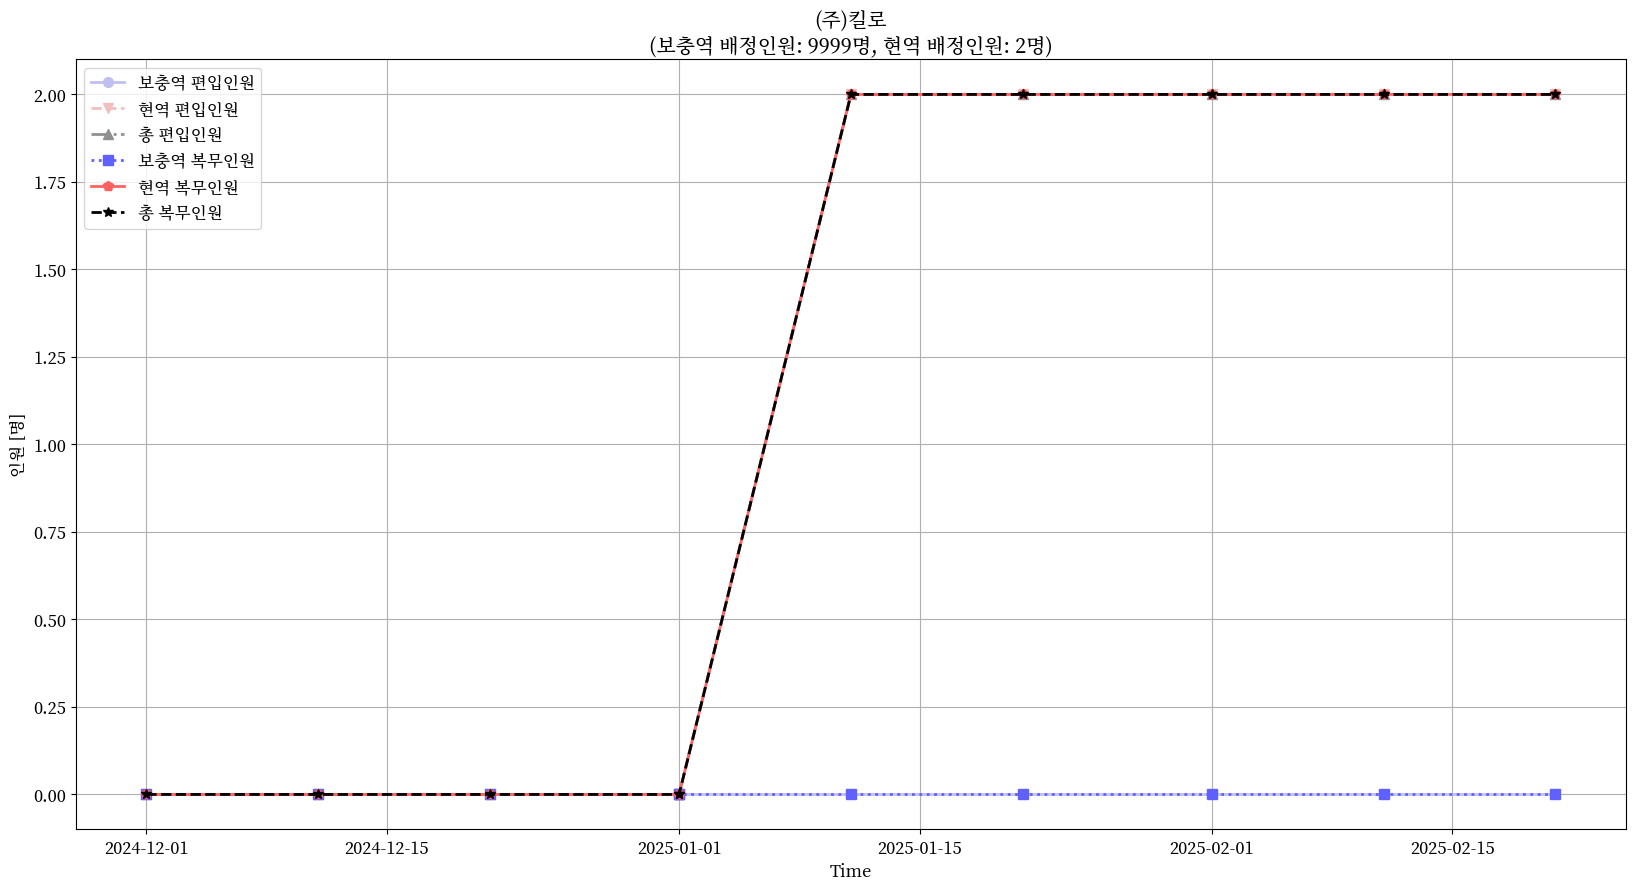 (주)킬로
(보충역 배정인원: 9999명, 현역 배정인원: 2명)
보충역 편입인원
현역 편입인원
총 편입인원
보충역 복무인원
현역 복무인원
총 복무인원
인원 [명]
2.00
1.75
1.50
1.25
1.00
0.75
0.50
0.25
0.00
2024-12-01 2024-12-15 2025-01-01 2025-01-15 2025-02-01 2025-02-15
Time